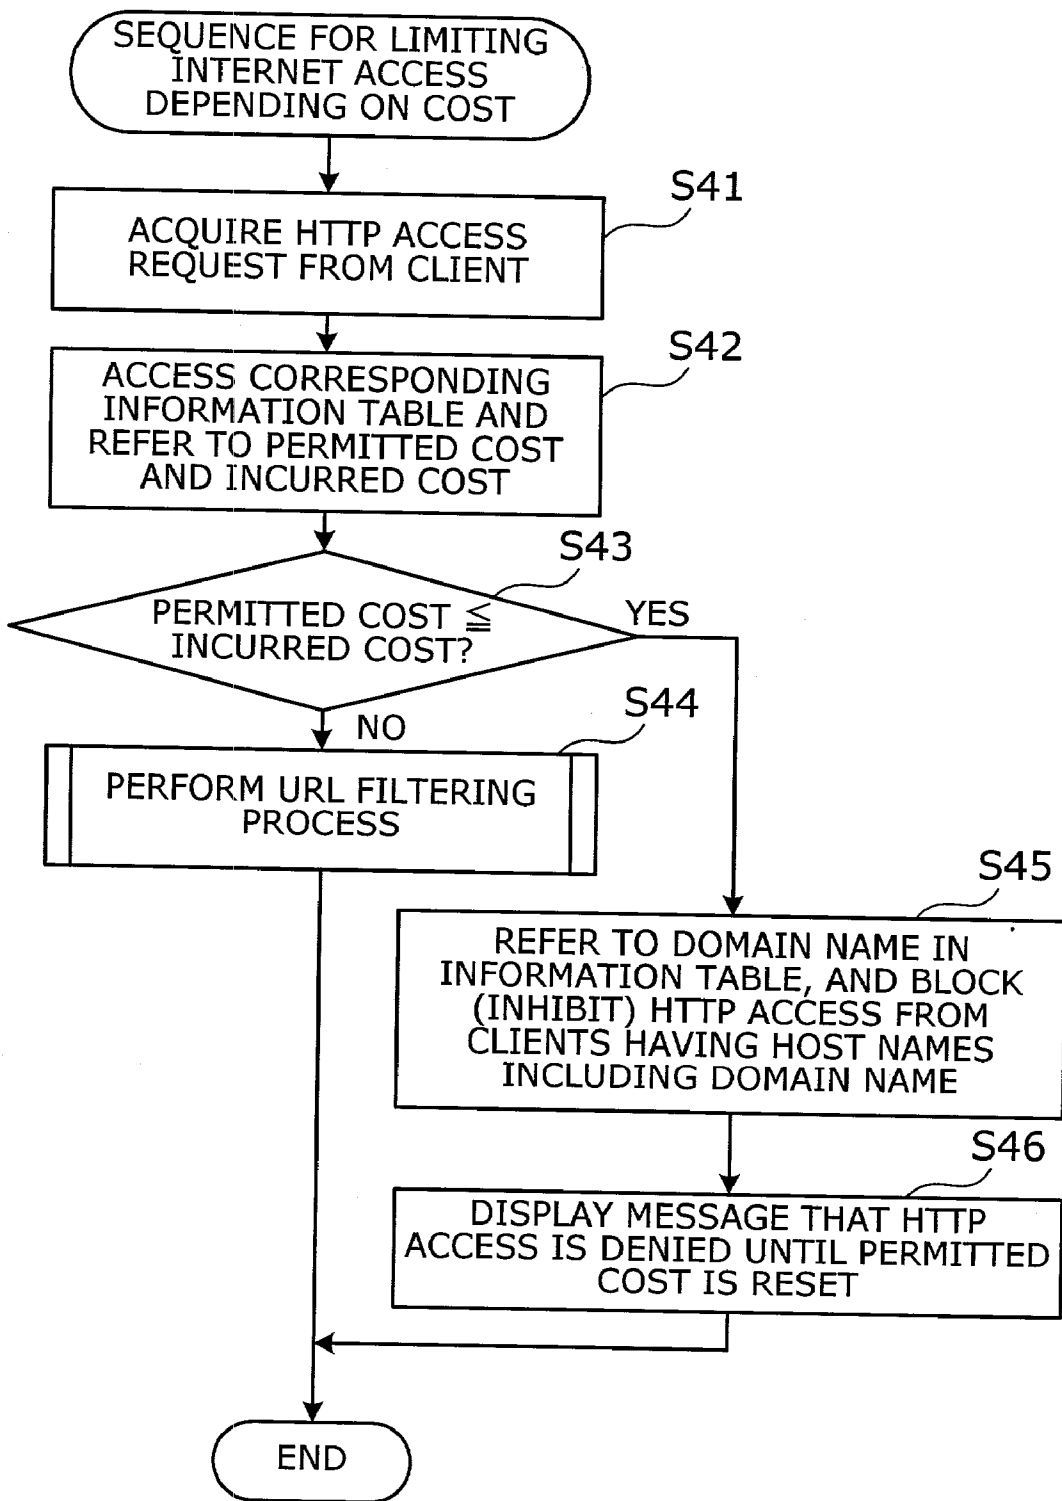 SEQUENCE FOR LIMITING
INTERNET ACCESS
DEPENDING ON COST
S41
ACQUIRE HTTP ACCESS
REQUEST FROM CLIENT
S42
ACCESS CORRESPONDING
INFORMATION TABLE AND
REFER TO PERMITTED COST
AND INCURRED COST
S43
PERMITTED COST ≦
INCURRED COST?
YES
NO
S44
PERFORM URL FILTERING
PROCESS
S45
REFER TO DOMAIN NAME IN
INFORMATION TABLE, AND BLOCK
(INHIBIT) HTTP ACCESS FROM
CLIENTS HAVING HOST NAMES
INCLUDING DOMAIN NAME
S46
DISPLAY MESSAGE THAT HTTP
ACCESS IS DENIED UNTIL PERMITTED
COST IS RESET
END